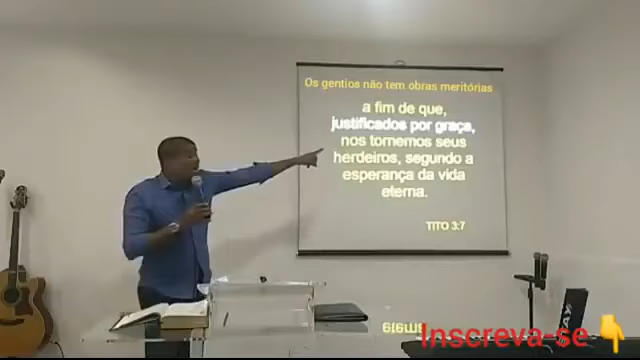 Os gentios não tem obras meritórias
a fim de que,
justificados por graça,
nos tornemos seus
herdeiros, segundo a
esperança da vida
eterna.
TITO 3:7
Inscreva-se👇